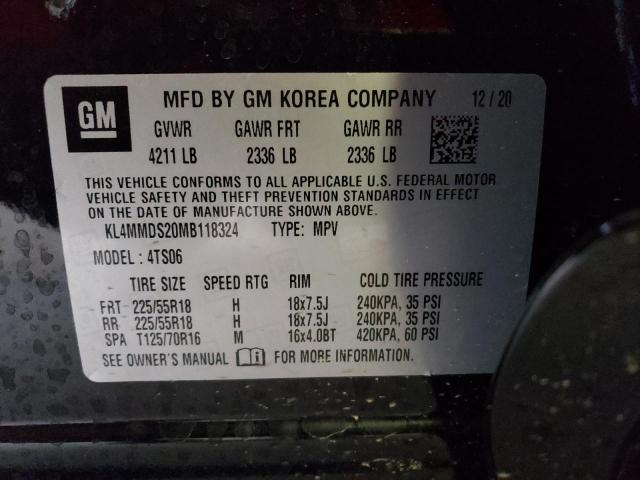 GM MFD BY GM KOREA COMPANY 12/20
GVWR GAWR FRT GAWR RR
4211 LB 2336 LB 2336 LB
THIS VEHICLE CONFORMS TO ALL APPLICABLE U.S. FEDERAL MOTOR
VEHICLE SAFETY AND THEFT PREVENTION STANDARDS IN EFFECT
ON THE DATE OF MANUFACTURE SHOWN ABOVE.
KL4MMDS20MB118324 TYPE: MPV
MODEL: 4TS06
TIRE SIZE SPEED RTG RIM COLD TIRE PRESSURE
FRT 225/55R18 H 18x7.5J 240KPA, 35 PSI
RR 225/55R18 H 18x7.5J 240KPA, 35 PSI
SPA T125/70R16 M 16x4.0BT 420KPA, 60 PSI
SEE OWNER'S MANUAL FOR MORE INFORMATION.